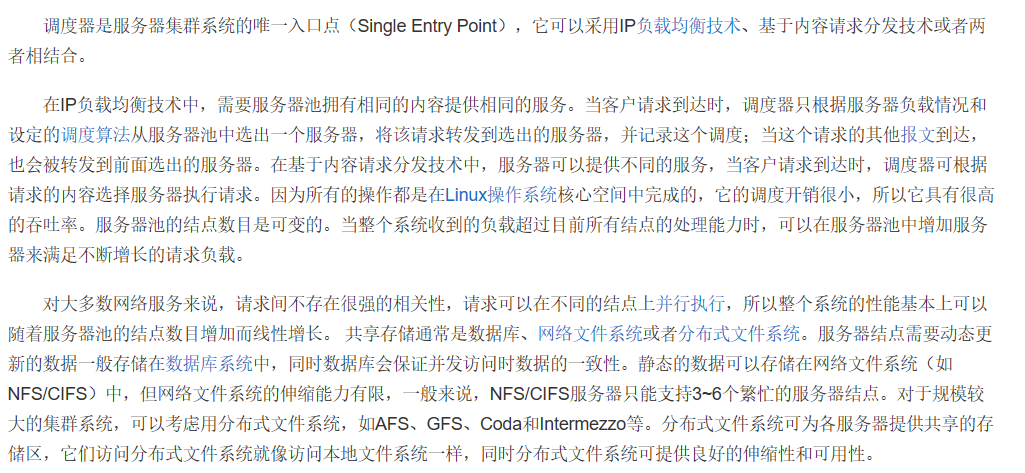 调度器是服务器集群系统的唯一入口点（Single Entry Point），它可以采用IP负载均衡技术、基于内容请求分发技术或者两
者相结合。
在IP负载均衡技术中，需要服务器池拥有相同的内容提供相同的服务。当客户请求到达时，调度器只根据服务器负载情况和
设定的调度算法从服务器池中选出一个服务器，将该请求转发到选出的服务器，并记录这个调度；当这个请求的其他报文到达，
也会被转发到前面选出的服务器。在基于内容请求分发技术中，服务器可以提供不同的服务，当客户请求到达时，调度器可根据
请求的内容选择服务器执行请求。因为所有的操作都是在Linux操作系统核心空间中完成的，它的调度开销很小，所以它具有很高
的吞吐率。服务器池的结点数目是可变的。当整个系统收到的负载超过目前所有结点的处理能力时，可以在服务器池中增加服务
器来满足不断增长的请求负载。
对大多数网络服务来说，请求间不存在很强的相关性，请求可以在不同的结点上并行执行，所以整个系统的性能基本上可以
随着服务器池的结点数目增加而线性增长。 共享存储通常是数据库、网络文件系统或者分布式文件系统。服务器结点需要动态更
新的数据一般存储在数据库系统中，同时数据库会保证并发访问时数据的一致性。静态的数据可以存储在网络文件系统（如
NFS/CIFS）中，但网络文件系统的伸缩能力有限，一般来说，NFS/CIFS服务器只能支持3~6个繁忙的服务器结点。对于规模较
大的集群系统，可以考虑用分布式文件系统，如AFS、GFS、Coda和Intermezzo等。分布式文件系统可为各服务器提供共享的存
储区，它们访问分布式文件系统就像访问本地文件系统一样，同时分布式文件系统可提供良好的伸缩性和可用性。